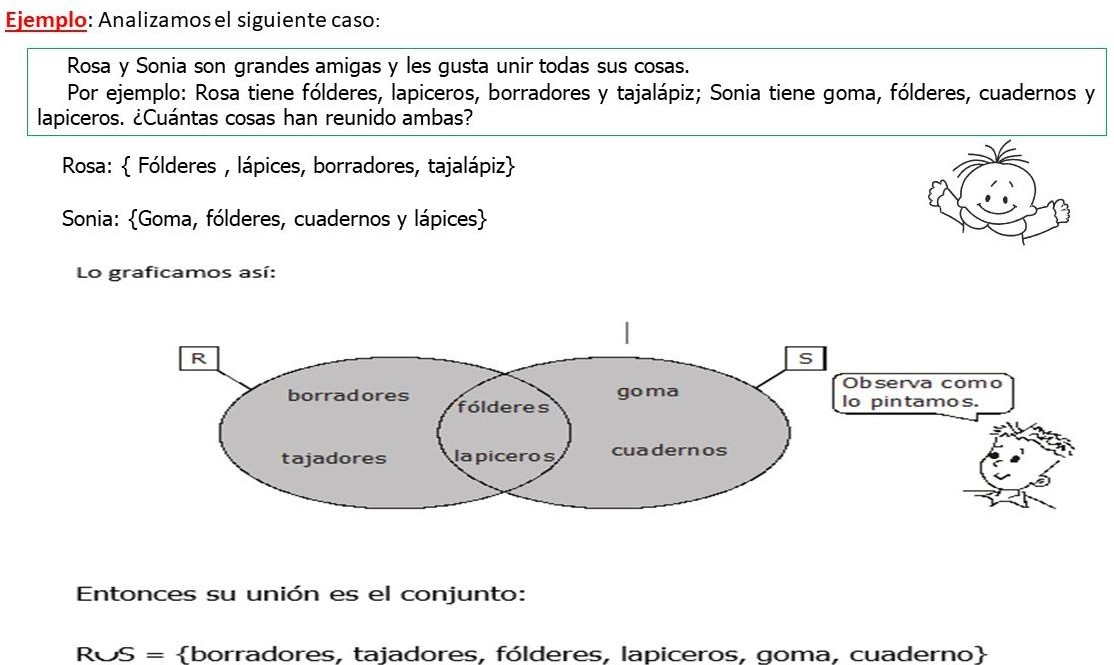 Ejemplo: Analizamos el siguiente caso:
Rosa y Sonia son grandes amigas y les gusta unir todas sus cosas.
Por ejemplo: Rosa tiene fólderes, lapiceros, borradores y tajalápiz; Sonia tiene goma, fólderes, cuadernos y
lapiceros. ¿Cuántas cosas han reunido ambas?
Rosa: { Fólderes , lápices, borradores, tajalápiz}
Sonia: {Goma, fólderes, cuadernos y lápices}
Lo graficamos así:
R
S
borradores
fólderes
goma
tajadores
lapiceros
cuadernos
Observa como
lo pintamos.
Entonces su unión es el conjunto:
R∪S = {borradores, tajadores, fólderes, lapiceros, goma, cuaderno}